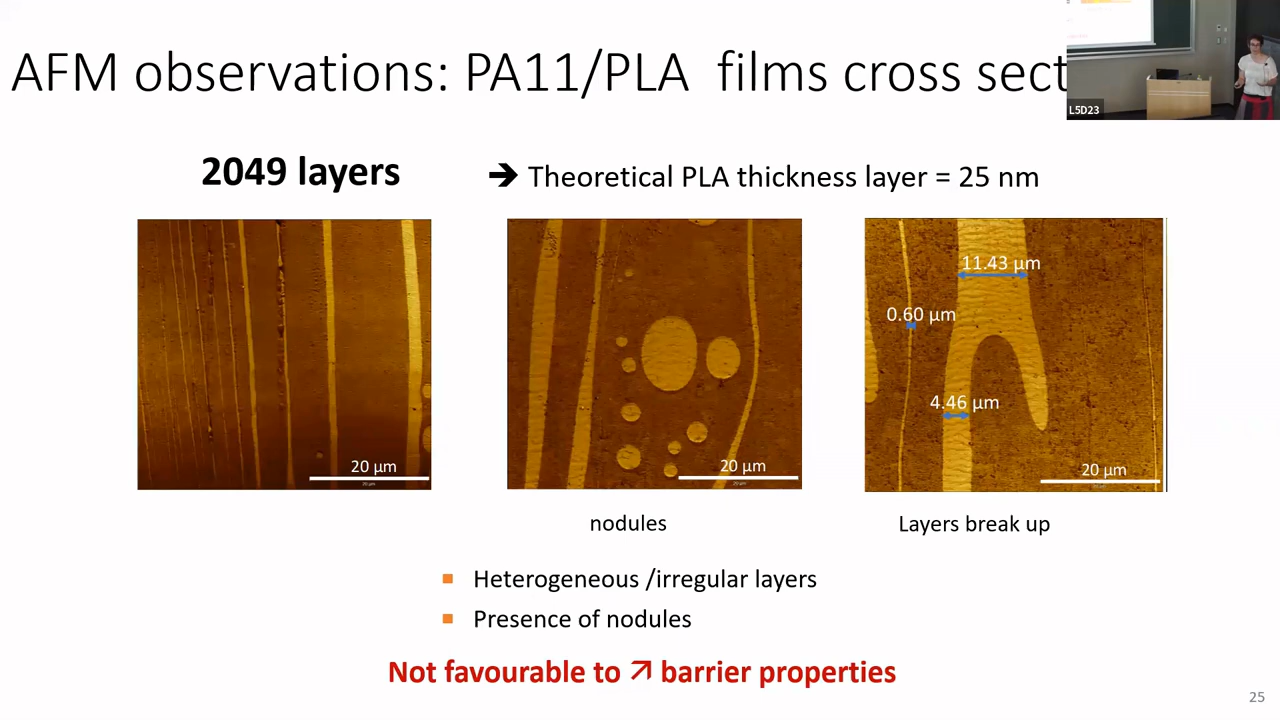 AFM observations: PA11/PLA films cross sect
L5D23
2049 layers
➔ Theoretical PLA thickness layer = 25 nm
20 µm
20 µm
11.43 µm
0.60 µm
4.46 µm
20 µm
nodules
Layers break up
▪ Heterogeneous /irregular layers
▪ Presence of nodules
Not favourable to ↗ barrier properties
25